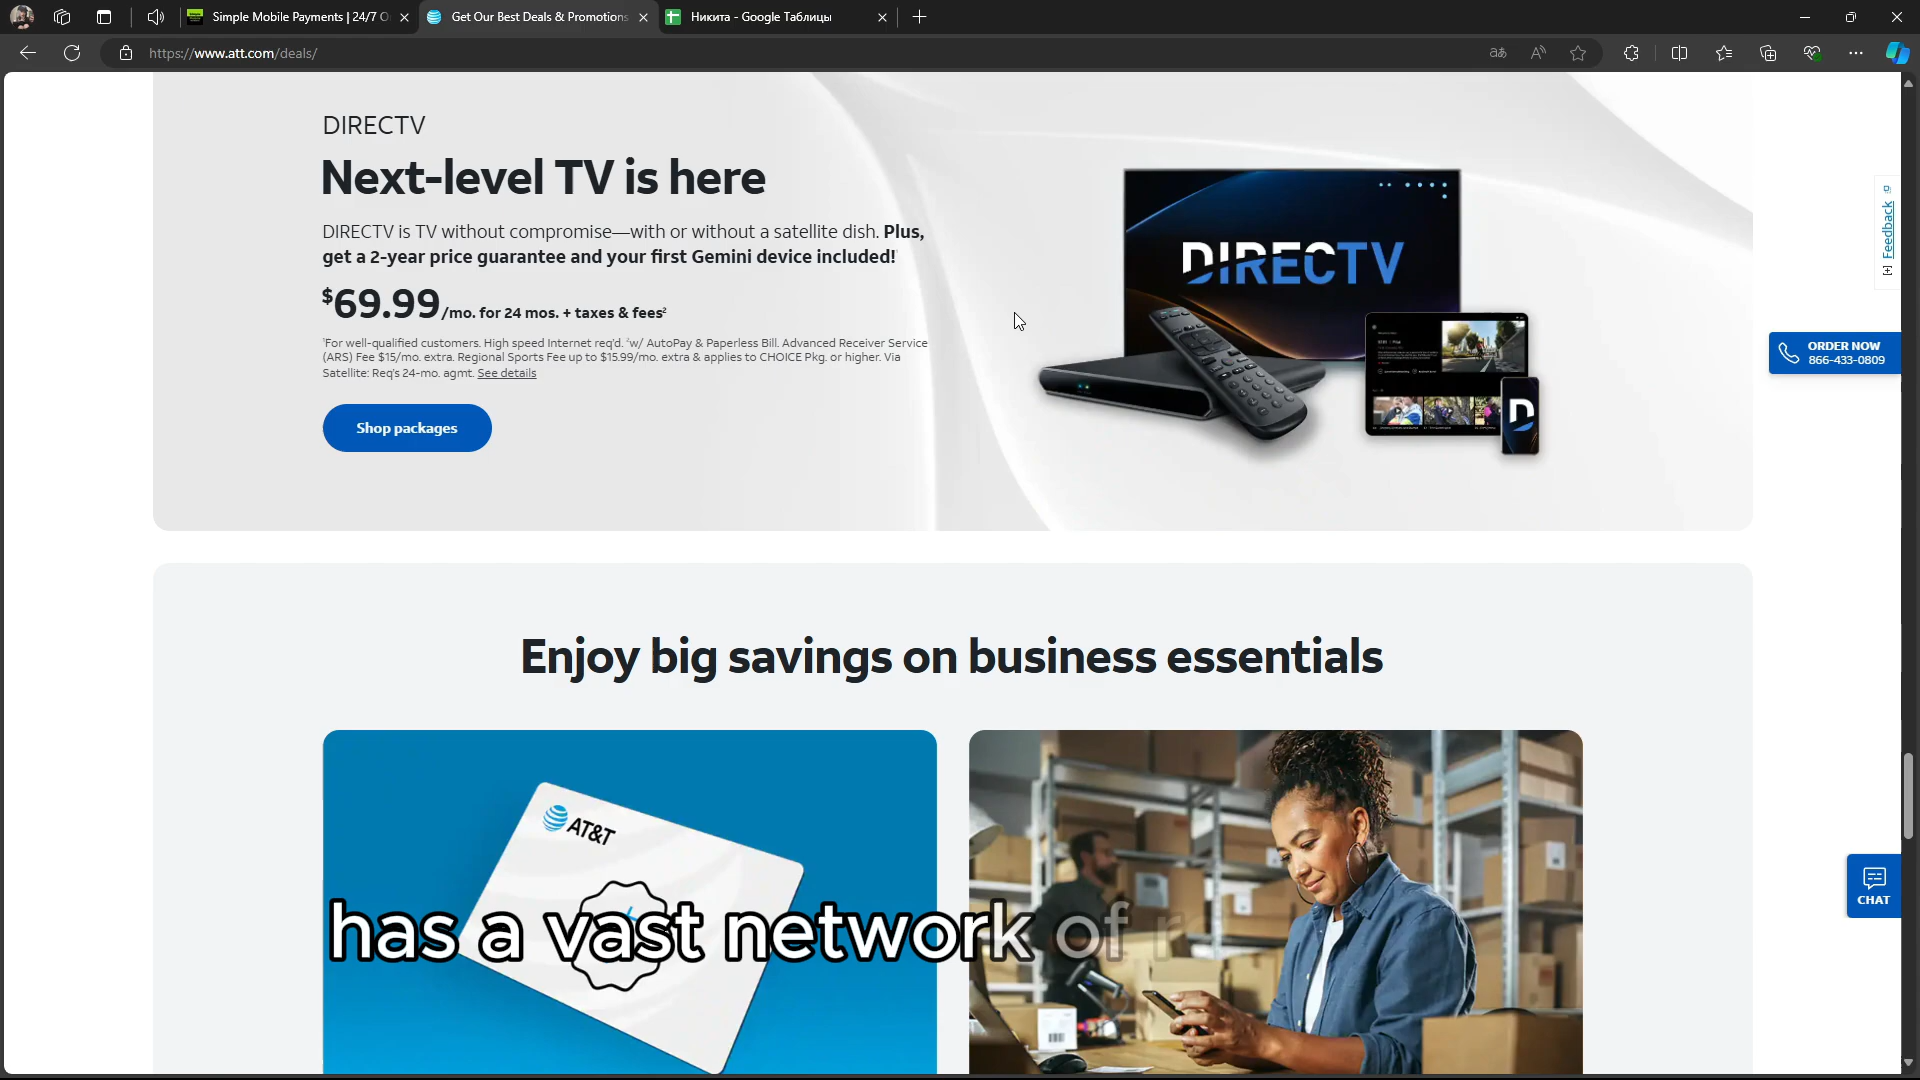 Simple Mobile Payments | 24/7 O
Get Our Best Deals & Promotions
Никита - Google Таблицы
https://www.att.com/deals/
DIRECTV
Next-level TV is here
DIRECTV is TV without compromise—with or without a satellite dish. Plus,
get a 2-year price guarantee and your first Gemini device included!¹
$69.99/mo. for 24 mos. + taxes & fees²
¹For well-qualified customers. High speed Internet req'd. ²w/ AutoPay & Paperless Bill. Advanced Receiver Service
(ARS) Fee $15/mo. extra. Regional Sports Fee up to $15.99/mo. extra & applies to CHOICE Pkg. or higher. Via
Satellite: Req's 24-mo. agmt. See details
Shop packages
DIRECTV
D
Feedback
ORDER NOW
866-433-0809
Enjoy big savings on business essentials
AT&T
has a vast network of r
CHAT